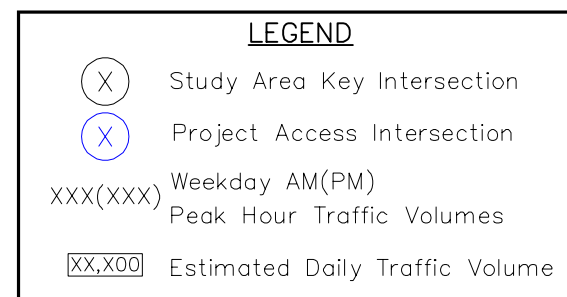 LEGEND
X Study Area Key Intersection
X Project Access Intersection
XXX(XXX) Weekday AM(PM)
Peak Hour Traffic Volumes
XX,X00 Estimated Daily Traffic Volume